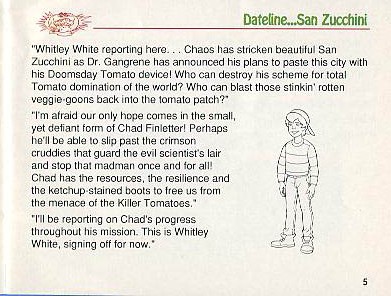 Dateline...San Zucchini
"Whitley White reporting here. . . Chaos has stricken beautiful San
Zucchini as Dr. Gangrene has announced his plans to paste this city with
his Doomsday Tomato device! Who can destroy his scheme for total
Tomato domination of the world? Who can blast those stinkin' rotten
veggie-goons back into the tomato patch?"
"I'm afraid our only hope comes in the small,
yet defiant form of Chad Finletter! Perhaps
he'll be able to slip past the crimson
cruddies that guard the evil scientist's lair
and stop that madman once and for all!
Chad has the resources, the resilience and
the ketchup-stained boots to free us from
the menace of the Killer Tomatoes."
"I'll be reporting on Chad's progress
throughout his mission. This is Whitley
White, signing off for now."
5